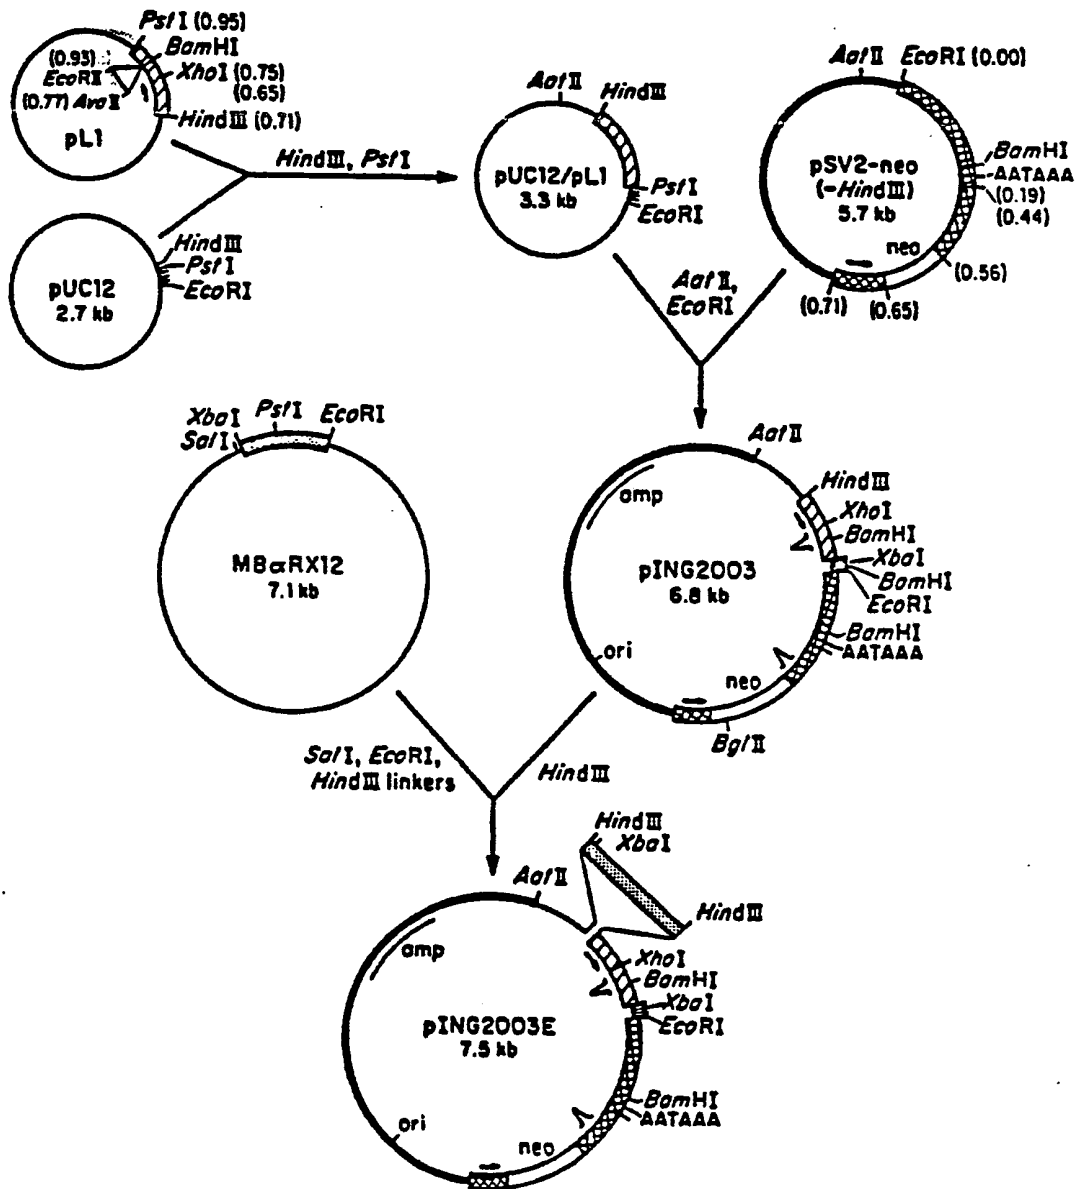 PstI (0.95)
BamHI
(0.93)
EcoRII
XhoI (0.75)
(0.65)
(0.77) AvaII
HindIII (0.71)
pL1
HindIII, PstI
HindIII
PstI
EcoRI
pUC12
2.7 kb
AatII
HindIII
pUC12/pL1
3.3 kb
PstI
EcoRI
AatII
EcoRI (0.00)
BamHI
AATAAA
(0.19)
(0.44)
pSV2-neo
(-HindIII)
5.7 kb
neo
(0.56)
(0.71)
(0.65)
AatII,
EcoRI
XbaI
SalI
PstI
EcoRI
M8αRX12
7.1 kb
AatII
HindIII
amp
XhoI
BamHI
XbaI
BamHI
EcoRI
pING2003
6.8 kb
BamHI
AATAAA
ori
neo
BglII
SalI, EcoRI,
HindIII linkers
HindIII
HindIII
XbaI
AatII
HindIII
amp
XhoI
BamHI
XbaI
EcoRI
pING2003E
7.5 kb
BamHI
AATAAA
ori
neo